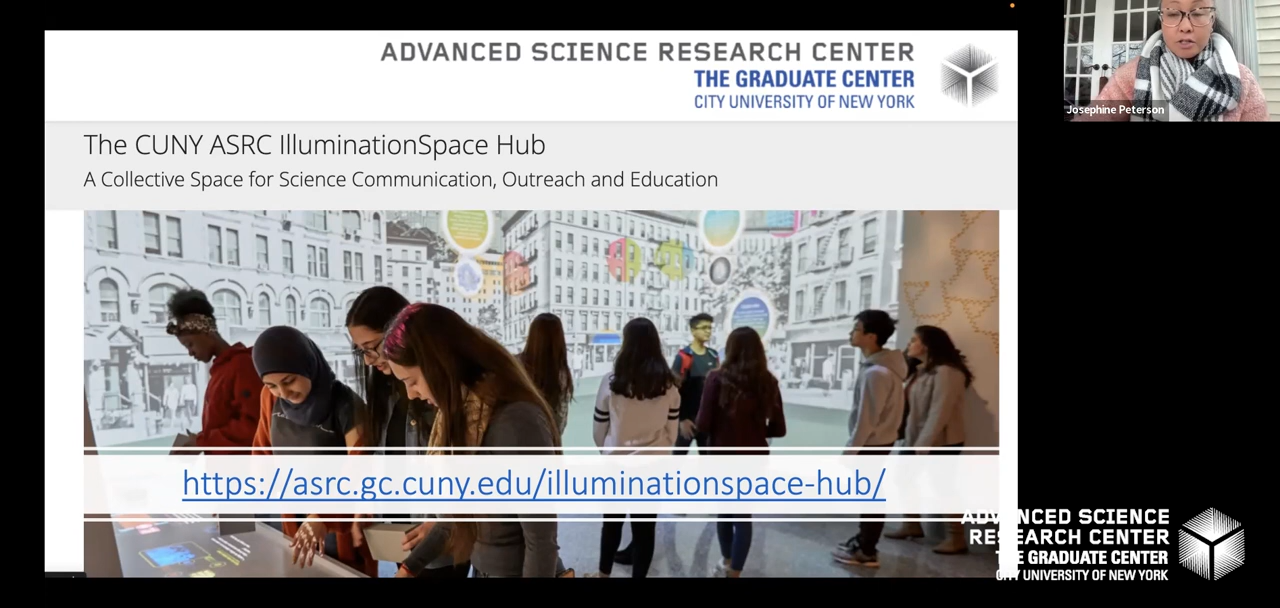 ADVANCED SCIENCE RESEARCH CENTER
THE GRADUATE CENTER
CITY UNIVERSITY OF NEW YORK
Josephine Peterson
The CUNY ASRC IlluminationSpace Hub
A Collective Space for Science Communication, Outreach and Education
https://asrc.gc.cuny.edu/illuminationspace-hub/
ADVANCED SCIENCE
RESEARCH CENTER
THE GRADUATE CENTER
CITY UNIVERSITY OF NEW YORK